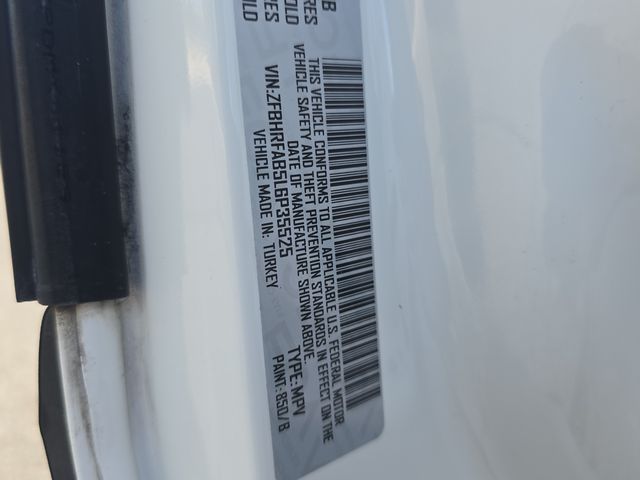 B
RES
OLD
RES
ILD
THIS VEHICLE CONFORMS TO ALL APPLICABLE U.S. FEDERAL MOTOR
VEHICLE SAFETY AND THEFT PREVENTION STANDARDS IN EFFECT ON THE
DATE OF MANUFACTURE SHOWN ABOVE.
VIN:ZFBHRFAB5L6P35525 TYPE:MPV
VEHICLE MADE IN: TURKEY PAINT:850/B